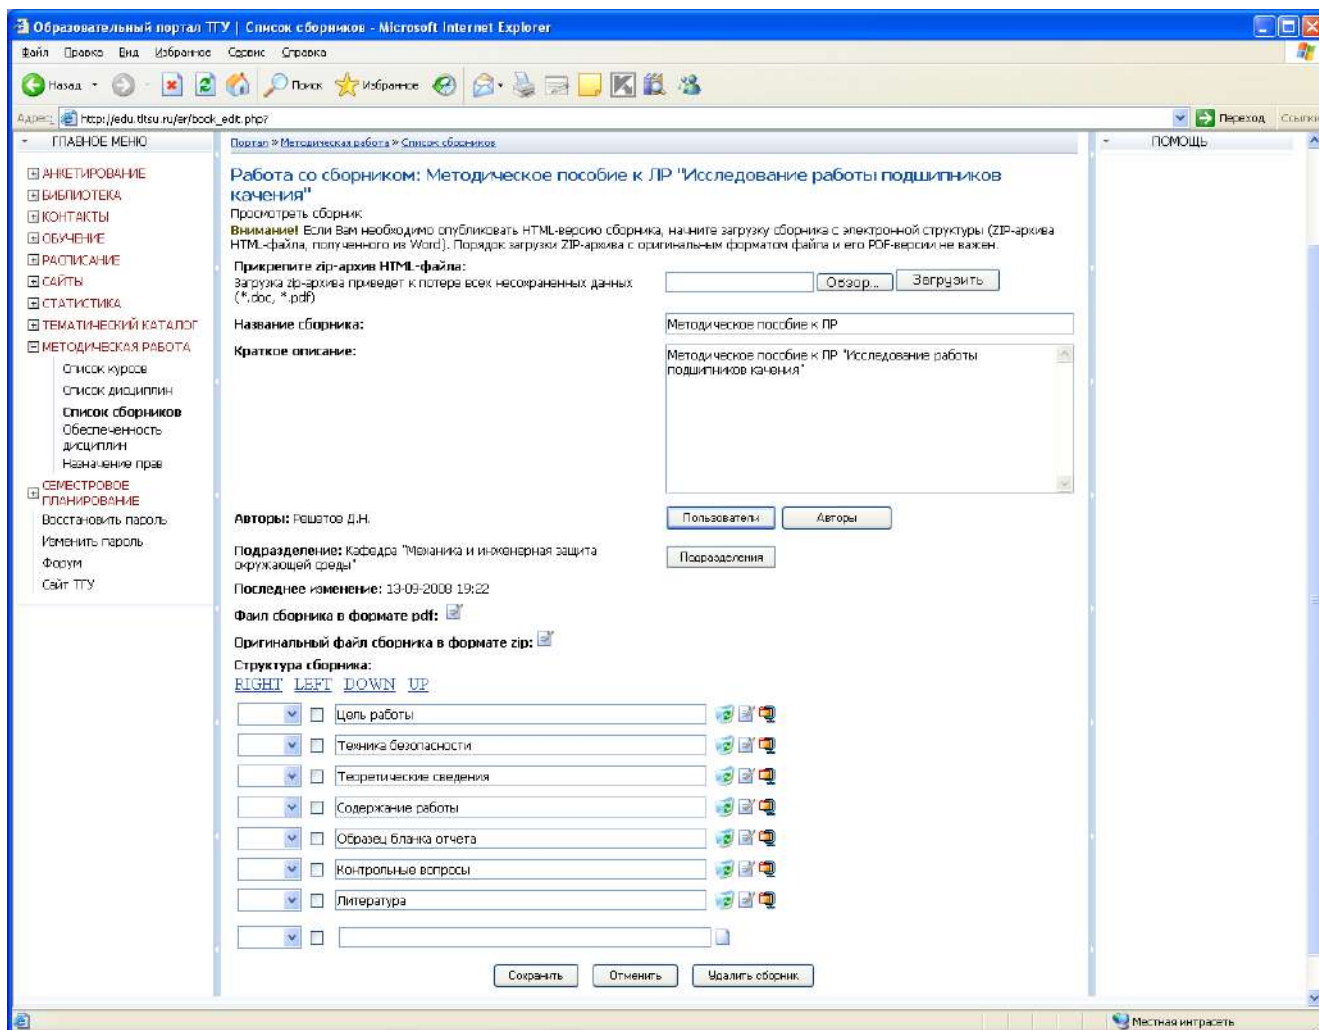 Образовательный портал ТГУ | Список сборников - Microsoft Internet Explorer
Файл Правка Вид Избранное Сервис Справка
Назад Поиск Избранное
Адрес: http://edu.tltsu.ru/er/book_edit.php? Переход Ссылки
ГЛАВНОЕ МЕНЮ
АНКЕТИРОВАНИЕ
БИБЛИОТЕКА
КОНТАКТЫ
ОБУЧЕНИЕ
РАСПИСАНИЕ
САЙТЫ
СТАТИСТИКА
ТЕМАТИЧЕСКИЙ КАТАЛОГ
МЕТОДИЧЕСКАЯ РАБОТА
Список курсов
Список дисциплин
Список сборников
Обеспеченность
дисциплин
Назначение прав
СЕМЕСТРОВОЕ
ПЛАНИРОВАНИЕ
Восстановить пароль
Изменить пароль
Форум
Сайт ТГУ
Портал » Методическая работа » Список сборников
Работа со сборником: Методическое пособие к ЛР "Исследование работы подшипников
качения"
Просмотреть сборник
Внимание! Если Вам необходимо опубликовать HTML-версию сборника, начните загрузку сборника с электронной структуры (ZIP-архива
HTML-файла, полученного из Word). Порядок загрузки ZIP-архива с оригинальным форматом файла и его PDF-версии не важен.
Прикрепите zip-архив HTML-файла:
Загрузка zip-архива приведет к потере всех несохраненных данных
(*.doc, *.pdf)
Обзор... Загрузить
Название сборника: Методическое пособие к ЛР
Краткое описание: Методическое пособие к ЛР "Исследование работы
подшипников качения"
Авторы: Решетов Д.Н. Пользователи Авторы
Подразделение: Кафедра "Механика и инженерная защита
окружающей среды" Подразделения
Последнее изменение: 13-09-2008 19:22
Файл сборника в формате pdf:
Оригинальный файл сборника в формате zip:
Структура сборника:
RIGHT LEFT DOWN UP
Цель работы
Техника безопасности
Теоретические сведения
Содержание работы
Образец бланка отчета
Контрольные вопросы
Литература
Сохранить Отменить Удалить сборник
ПОМОЩЬ
Местная интрасеть